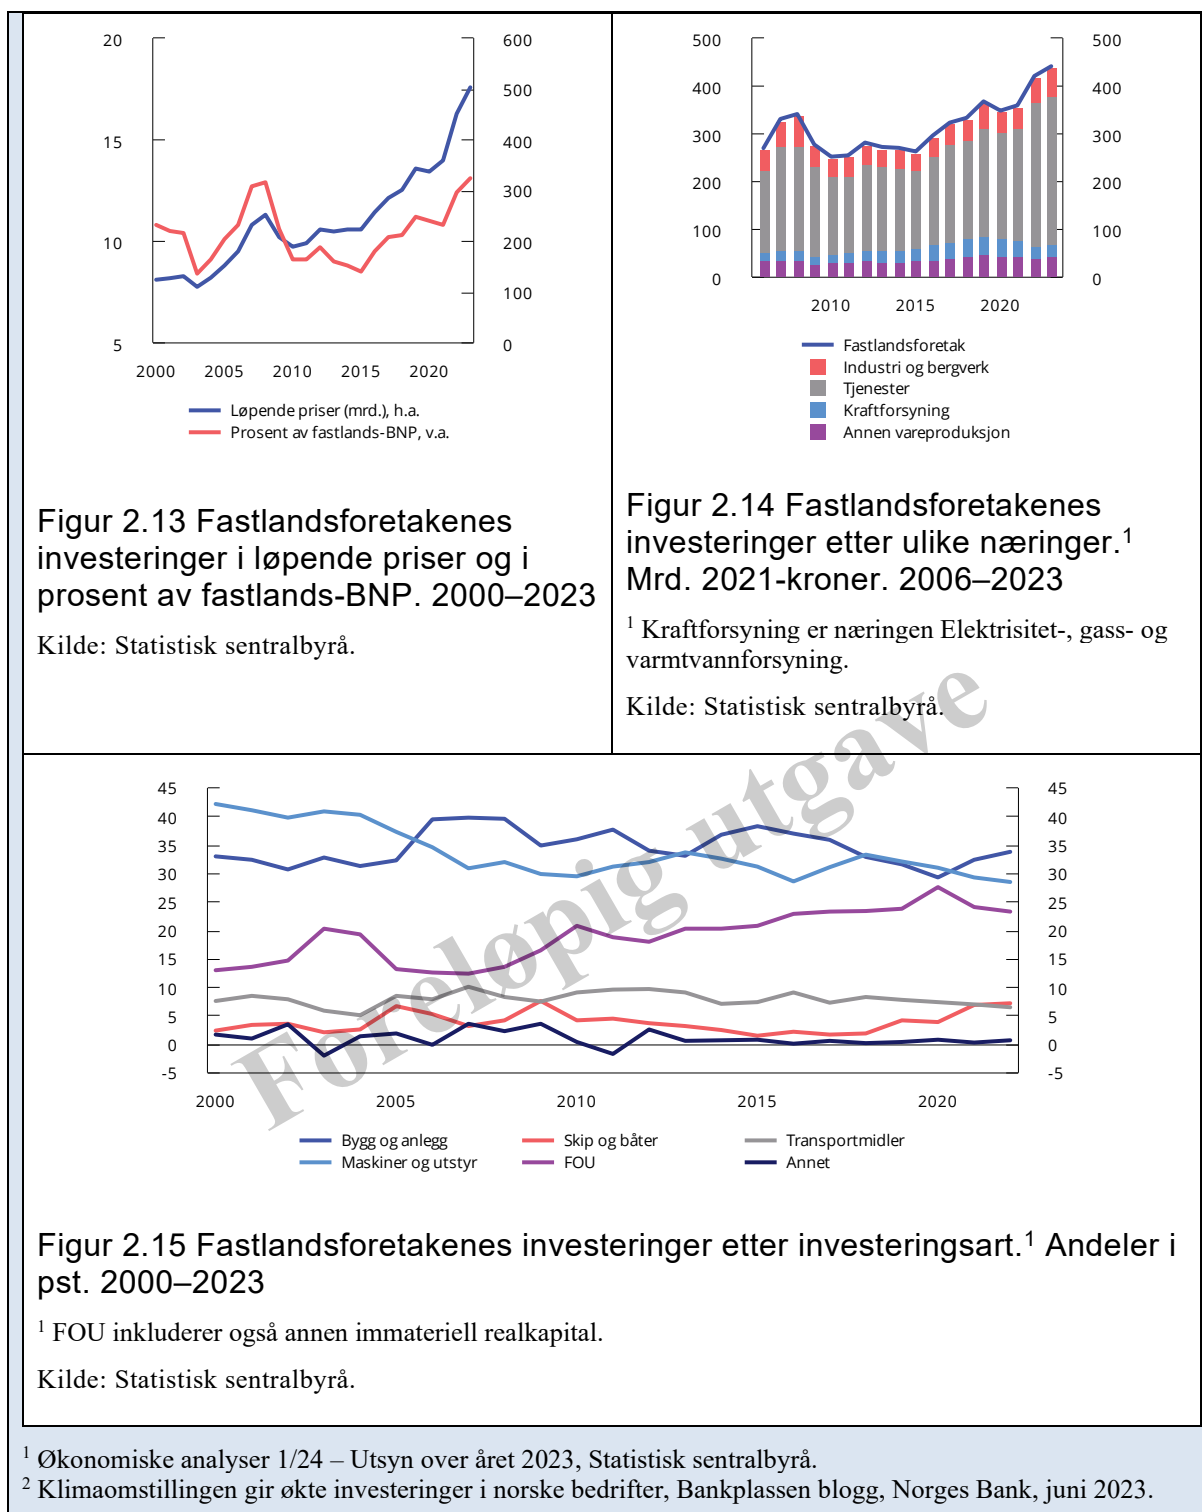 20
15
10
5
600
500
400
300
200
100
0
2000 2005 2010 2015 2020
Løpende priser (mrd.), h.a.
Prosent av fastlands-BNP, v.a.
Figur 2.13 Fastlandsforetakenes
investeringer i løpende priser og i
prosent av fastlands-BNP. 2000–2023
Kilde: Statistisk sentralbyrå.
500
400
300
200
100
0
500
400
300
200
100
0
2010 2015 2020
Fastlandsforetak
Industri og bergverk
Tjenester
Kraftforsyning
Annen vareproduksjon
Figur 2.14 Fastlandsforetakenes
investeringer etter ulike næringer.¹
Mrd. 2021-kroner. 2006–2023
¹ Kraftforsyning er næringen Elektrisitet-, gass- og
varmtvannforsyning.
Kilde: Statistisk sentralbyrå.
45
40
35
30
25
20
15
10
5
0
-5
45
40
35
30
25
20
15
10
5
0
-5
2000 2005 2010 2015 2020
Bygg og anlegg Skip og båter Transportmidler
Maskiner og utstyr FOU Annet
Foreløpig utgave
Figur 2.15 Fastlandsforetakenes investeringer etter investeringsart.¹ Andeler i
pst. 2000–2023
¹ FOU inkluderer også annen immateriell realkapital.
Kilde: Statistisk sentralbyrå.
¹ Økonomiske analyser 1/24 – Utsyn over året 2023, Statistisk sentralbyrå.
² Klimaomstillingen gir økte investeringer i norske bedrifter, Bankplassen blogg, Norges Bank, juni 2023.